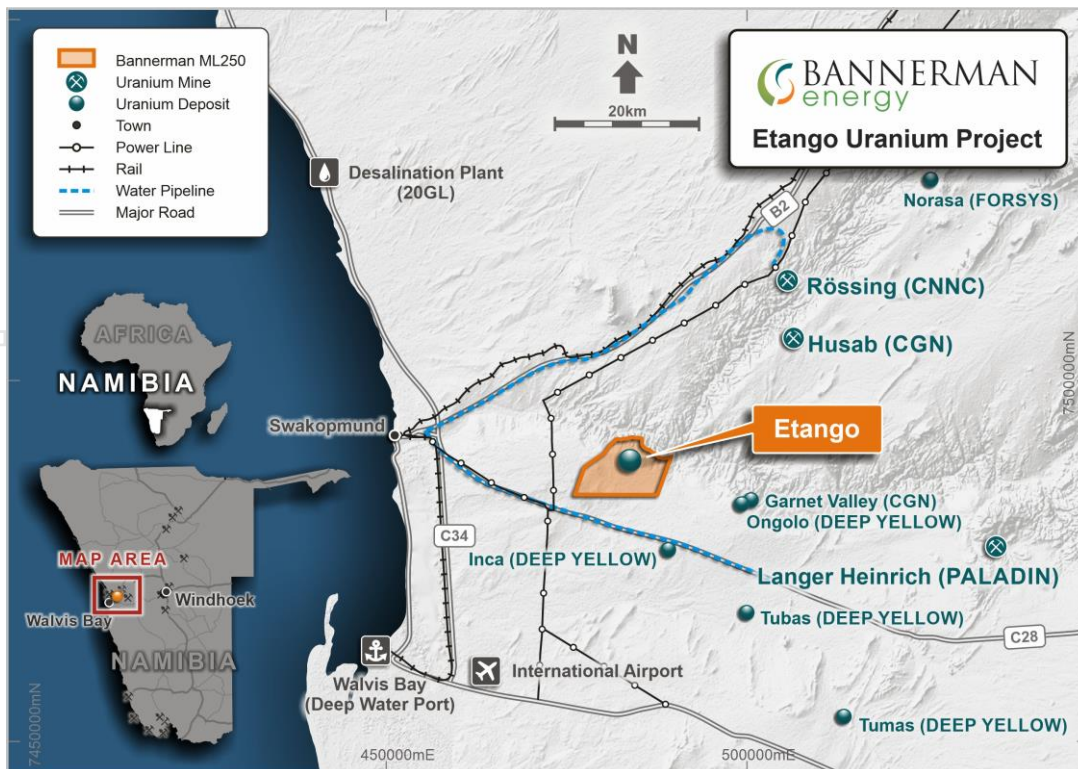 Bannerman ML250
Uranium Mine
Uranium Deposit
Town
Power Line
Rail
Water Pipeline
Major Road
N
20km
BANNERMAN
energy
Etango Uranium Project
Desalination Plant
(20GL)
B2
Norasa (FORSYS)
Rössing (CNNC)
Husab (CGN)
7500000mN
AFRICA
NAMIBIA
Swakopmund
Etango
Garnet Valley (CGN)
Ongolo (DEEP YELLOW)
C34
Inca (DEEP YELLOW)
Langer Heinrich (PALADIN)
MAP AREA
Windhoek
Walvis Bay
NAMIBIA
Tubas (DEEP YELLOW)
C28
Walvis Bay
(Deep Water Port)
International Airport
Tumas (DEEP YELLOW)
7450000mN
450000mE
500000mE